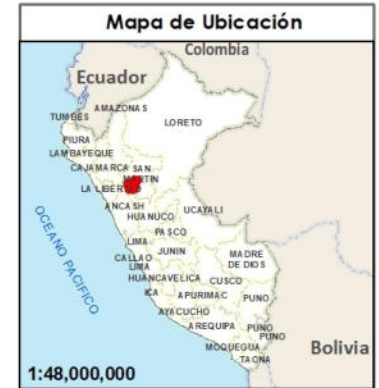 Mapa de Ubicación
Colombia
Ecuador
AMAZONAS
TUMBES
LORETO
PIURA
LAMBAYEQUE
CAJAMARCA SAN
MARTIN
LA LIBERTAD
ANCASH
HUANUCO
UCAYALI
PASCO
OCEANO PACIFICO
LIMA
JUNIN
MADRE
DE DIOS
CALLAO
LIMA
HUANCAVELICA
CUSCO
ICA
APURIMAC
PUNO
AYACUCHO
AREQUIPA
PUNO
PUNO
MOQUEGUA
Bolivia
TACNA
1:48,000,000